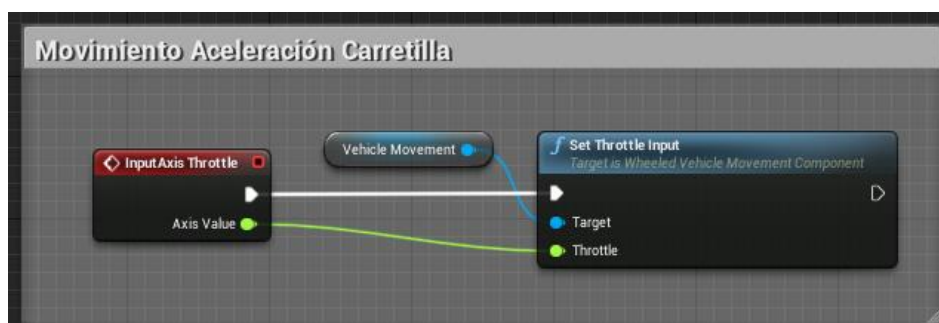 Movimiento Aceleración Carretilla
InputAxis Throttle
Axis Value
Vehicle Movement
Set Throttle Input
Target is Wheeled Vehicle Movement Component
Target
Throttle